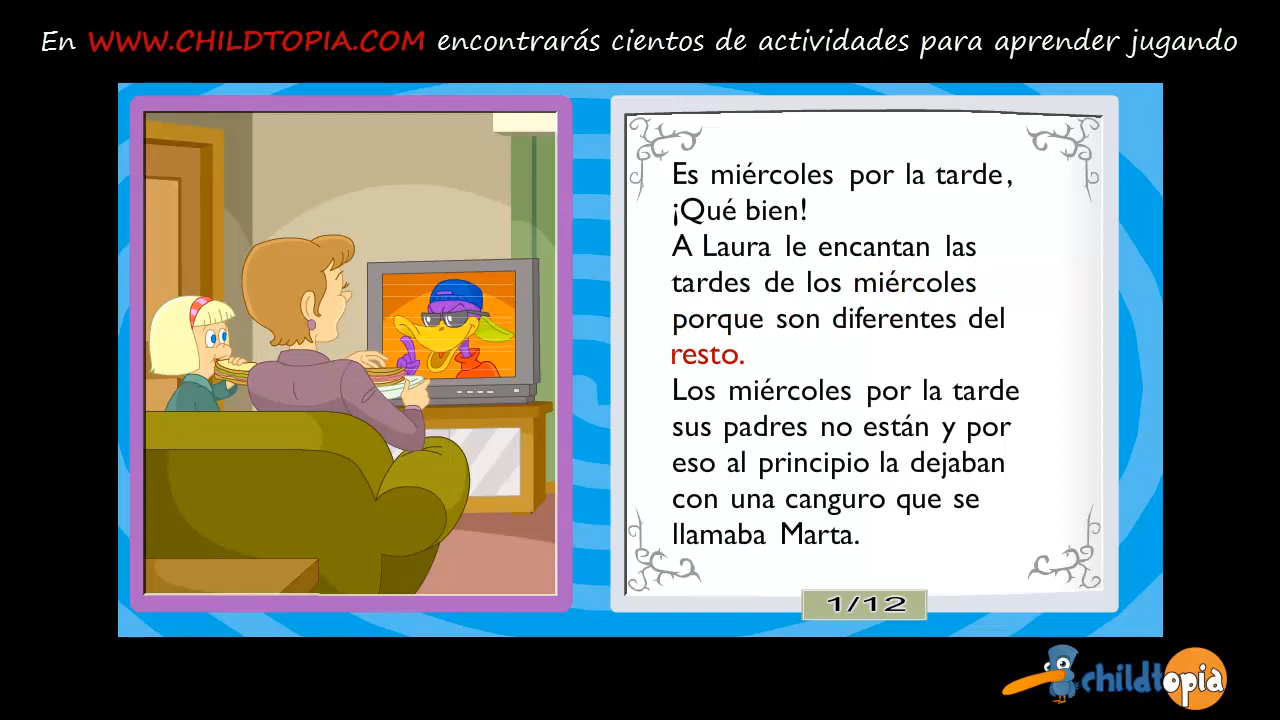 En WWW.CHILDTOPIA.COM encontrarás cientos de actividades para aprender jugando
Es miércoles por la tarde,
¡Qué bien!
A Laura le encantan las
tardes de los miércoles
porque son diferentes del
resto.
Los miércoles por la tarde
sus padres no están y por
eso al principio la dejaban
con una canguro que se
llamaba Marta.
1/12
childtopia